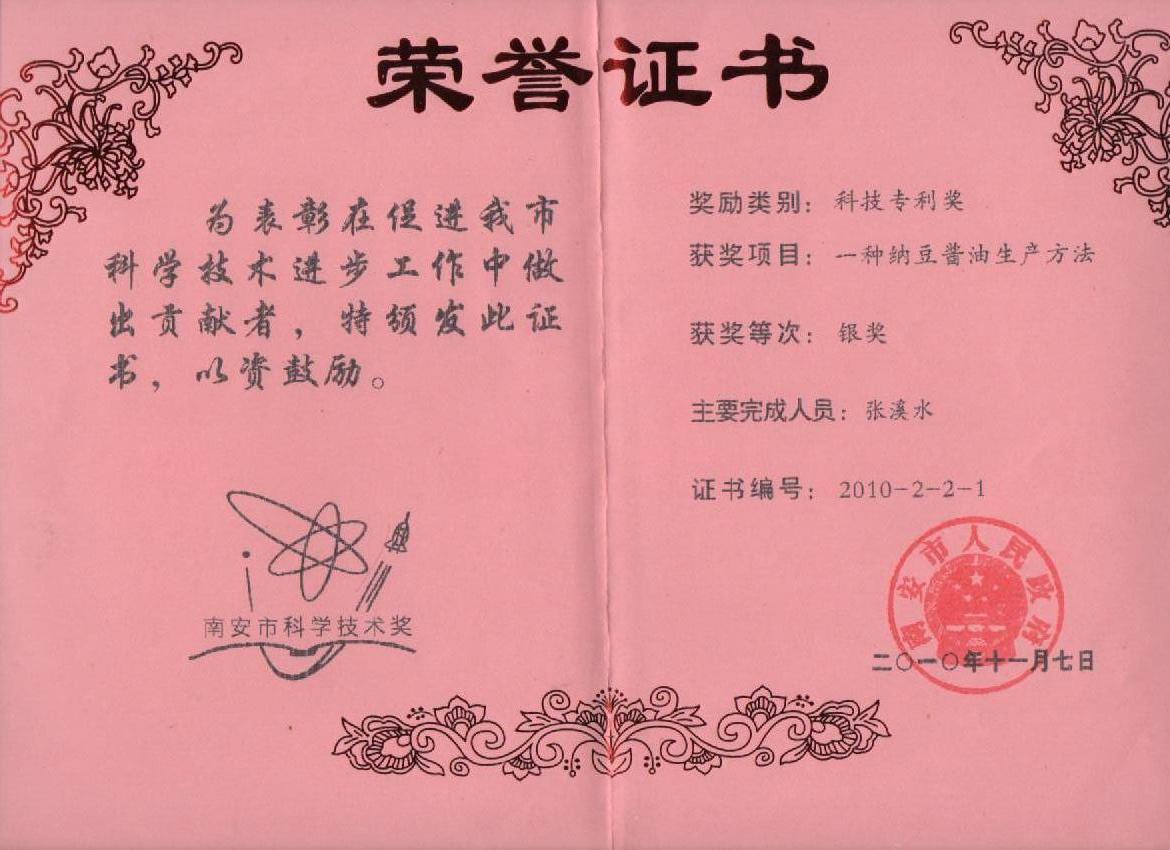 荣誉证书
为表彰在促进我市
科学技术进步工作中做
出贡献者，特颁发此证
书，以资鼓励。
南安市科学技术奖
奖励类别：科技专利奖
获奖项目：一种纳豆酱油生产方法
获奖等次：银奖
主要完成人员：张溪水
证书编号：2010-2-2-1
南安市人民政府
二〇一〇年十一月七日